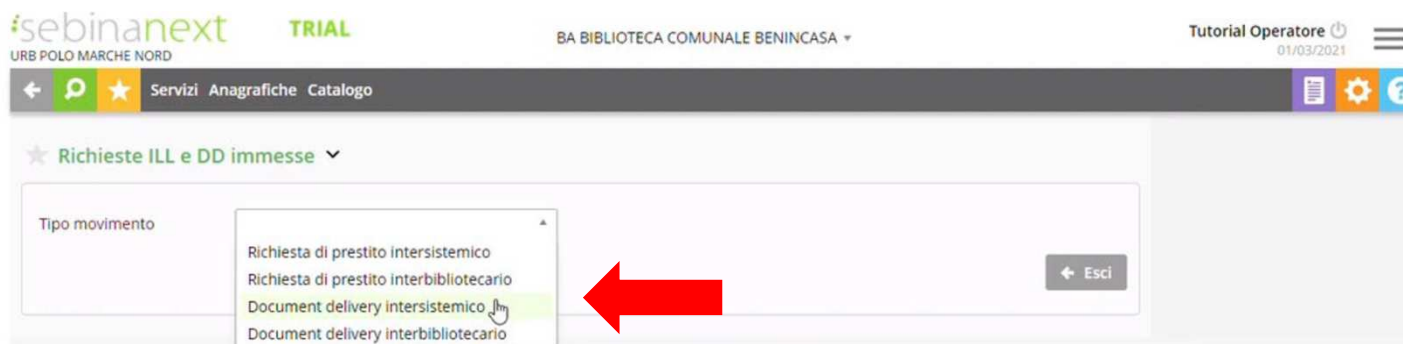 sebinanext TRIAL BA BIBLIOTECA COMUNALE BENINCASA Tutorial Operatore
URB POLO MARCHE NORD 01/03/2021
Servizi Anagrafiche Catalogo ?
Richieste ILL e DD immesse
Tipo movimento
Richiesta di prestito intersistemico
Richiesta di prestito interbibliotecario
Esci
Document delivery intersistemico
Document delivery interbibliotecario